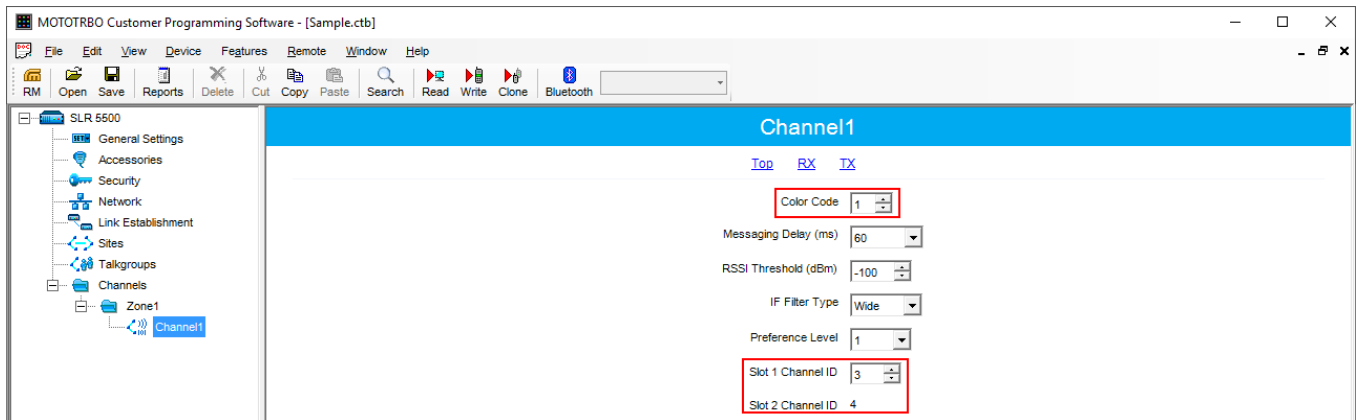 MOTOTRBO Customer Programming Software - [Sample.ctb]
File Edit View Device Features Remote Window Help
RM Open Save Reports Delete Cut Copy Paste Search Read Write Clone Bluetooth
SLR 5500
General Settings
Accessories
Security
Network
Link Establishment
Sites
Talkgroups
Channels
Zone1
Channel1
Channel1
Top RX TX
Color Code 1
Messaging Delay (ms) 60
RSSI Threshold (dBm) -100
IF Filter Type Wide
Preference Level 1
Slot 1 Channel ID 3
Slot 2 Channel ID 4